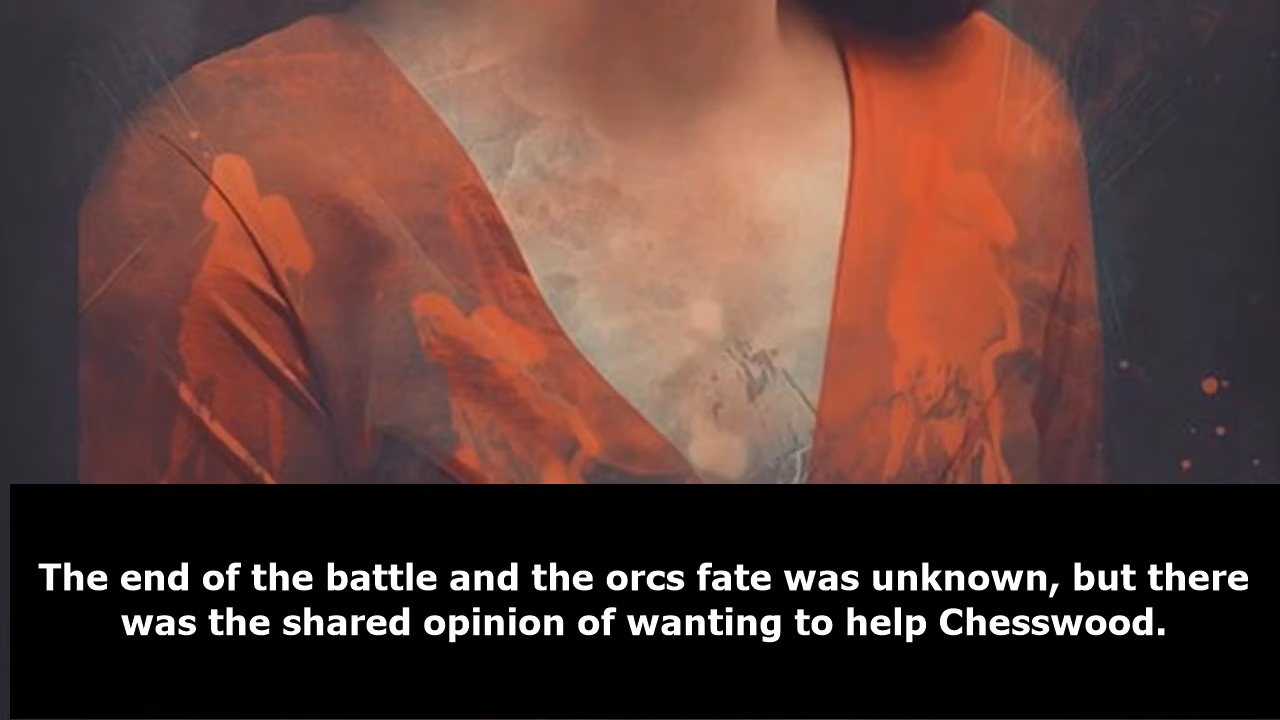 The end of the battle and the orcs fate was unknown, but there
was the shared opinion of wanting to help Chesswood.